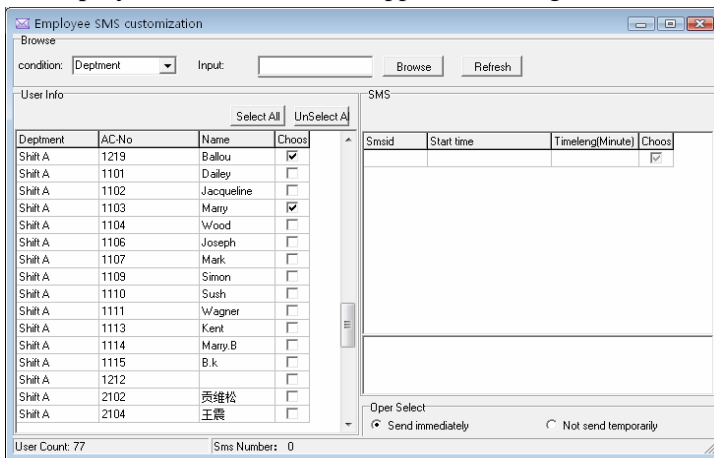 Employee SMS customization
Browse
condition: Deptment Input: Browse Refresh
User Info
Select All UnSelect Al
Deptment AC-No Name Choos
Shift A 1219 Ballou
Shift A 1101 Dailey
Shift A 1102 Jacqueline
Shift A 1103 Marry
Shift A 1104 Wood
Shift A 1106 Joseph
Shift A 1107 Mark
Shift A 1109 Simon
Shift A 1110 Sush
Shift A 1111 Wagner
Shift A 1113 Kent
Shift A 1114 Marry.B
Shift A 1115 B.k
Shift A 1212
Shift A 2102 贡维松
Shift A 2104 王震
SMS
Smsid Start time Timeleng(Minute) Choos
Oper Select
Send immediately Not send temporarily
User Count: 77 Sms Number: 0